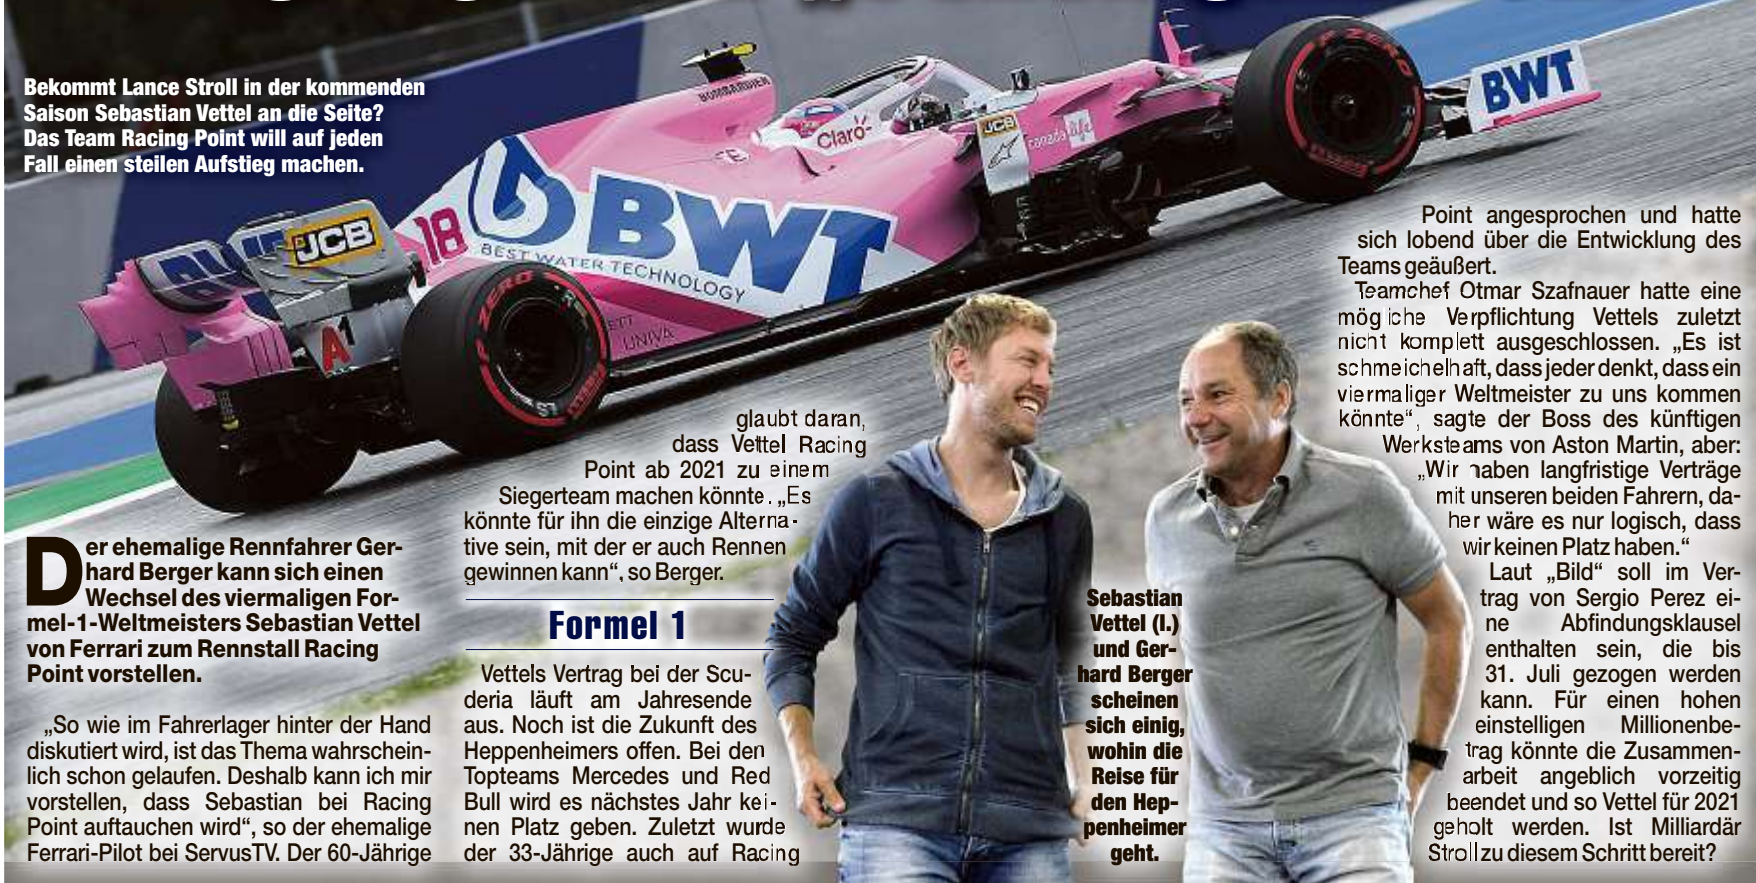 Bekommt Lance Stroll in der kommenden
Saison Sebastian Vettel an die Seite?
Das Team Racing Point will auf jeden
Fall einen steilen Aufstieg machen.
BOMBARDIER
Claro
JCB
canada life
BWT
18
BWT
BEST WATER TECHNOLOGY
JCB
A1
UNIVA
P ZERO
P ZERO
Der ehemalige Rennfahrer Ger-
hard Berger kann sich einen
Wechsel des viermaligen For-
mel-1-Weltmeisters Sebastian Vettel
von Ferrari zum Rennstall Racing
Point vorstellen.
„So wie im Fahrerlager hinter der Hand
diskutiert wird, ist das Thema wahrschein-
lich schon gelaufen. Deshalb kann ich mir
vorstellen, dass Sebastian bei Racing
Point auftauchen wird“, so der ehemalige
Ferrari-Pilot bei ServusTV. Der 60-Jährige
glaubt daran,
dass Vettel Racing
Point ab 2021 zu einem
Siegerteam machen könnte. „Es
könnte für ihn die einzige Alterna-
tive sein, mit der er auch Rennen
gewinnen kann“, so Berger.
Formel 1
Vettels Vertrag bei der Scu-
deria läuft am Jahresende
aus. Noch ist die Zukunft des
Heppenheimers offen. Bei den
Topteams Mercedes und Red
Bull wird es nächstes Jahr kei-
nen Platz geben. Zuletzt wurde
der 33-Jährige auch auf Racing
Point angesprochen und hatte
sich lobend über die Entwicklung des
Teams geäußert.
Teamchef Otmar Szafnauer hatte eine
mögliche Verpflichtung Vettels zuletzt
nicht komplett ausgeschlossen. „Es ist
schmeichelhaft, dass jeder denkt, dass ein
viermaliger Weltmeister zu uns kommen
könnte“, sagte der Boss des künftigen
Werksteams von Aston Martin, aber:
„Wir haben langfristige Verträge
mit unseren beiden Fahrern, da-
her wäre es nur logisch, dass
wir keinen Platz haben.“
Laut „Bild“ soll im Ver-
trag von Sergio Perez ei-
ne Abfindungsklausel
enthalten sein, die bis
31. Juli gezogen werden
kann. Für einen hohen
einstelligen Millionenbe-
trag könnte die Zusammen-
arbeit angeblich vorzeitig
beendet und so Vettel für 2021
geholt werden. Ist Milliardär
Stroll zu diesem Schritt bereit?
Sebastian
Vettel (l.)
und Ger-
hard Berger
scheinen
sich einig,
wohin die
Reise für
den Hep-
penheimer
geht.